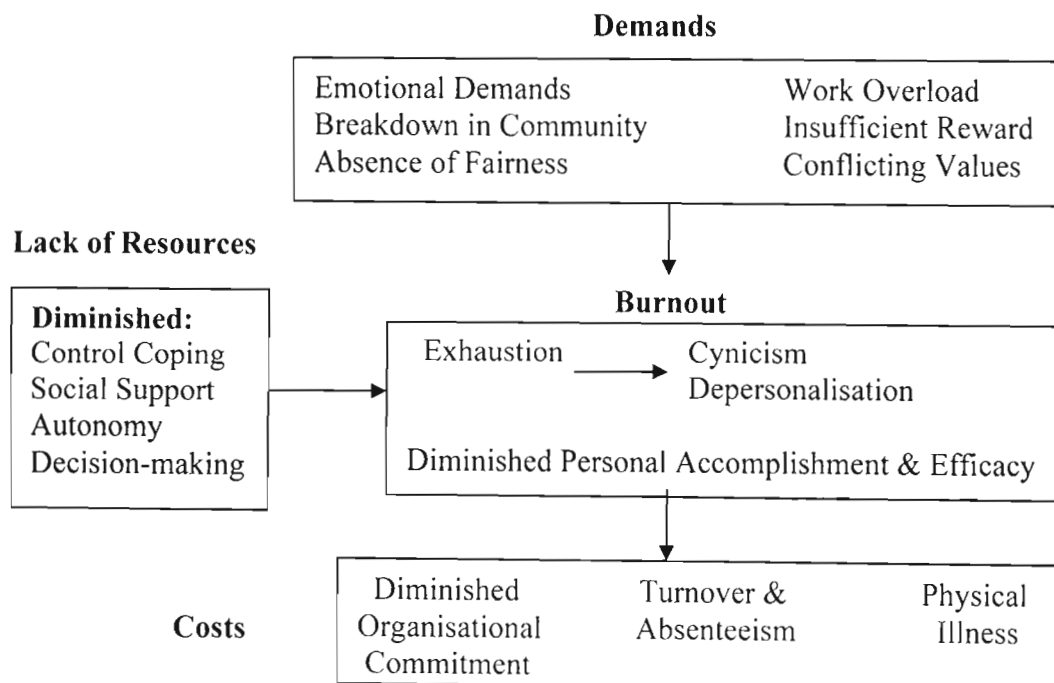 Demands
Emotional Demands
Breakdown in Community
Absence of Fairness
Work Overload
Insufficient Reward
Conflicting Values
Lack of Resources
Diminished:
Control Coping
Social Support
Autonomy
Decision-making
Burnout
Exhaustion
Cynicism
Depersonalisation
Diminished Personal Accomplishment & Efficacy
Costs
Diminished
Organisational
Commitment
Turnover &
Absenteeism
Physical
Illness